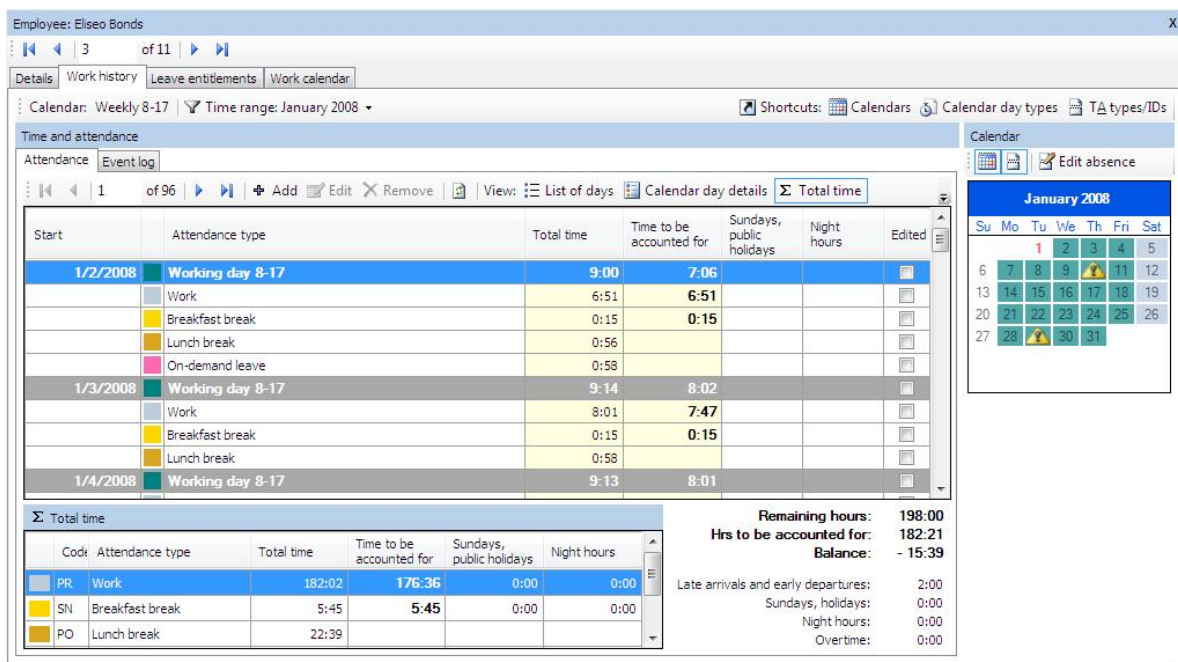 Employee: Eliseo Bonds X
3 of 11
Details Work history Leave entitlements Work calendar
Calendar: Weekly 8-17 Time range: January 2008 Shortcuts: Calendars Calendar day types TA types/IDs
Time and attendance Calendar
Attendance Event log Edit absence
1 of 96 Add Edit Remove View: List of days Calendar day details Σ Total time
January 2008
Start Attendance type Total time Time to be accounted for Sundays, public holidays Night hours Edited
Su Mo Tu We Th Fri Sat
1 2 3 4 5
6 7 8 9 11 12
13 14 15 16 17 18 19
20 21 22 23 24 25 26
27 28 30 31
1/2/2008 Working day 8-17 9:00 7:06
Work 6:51 6:51
Breakfast break 0:15 0:15
Lunch break 0:56
On-demand leave 0:58
1/3/2008 Working day 8-17 9:14 8:02
Work 8:01 7:47
Breakfast break 0:15 0:15
Lunch break 0:58
1/4/2008 Working day 8-17 9:13 8:01
Σ Total time
Code Attendance type Total time Time to be accounted for Sundays, public holidays Night hours
PR Work 182:02 176:36 0:00 0:00
SN Breakfast break 5:45 5:45 0:00 0:00
PO Lunch break 22:39
Remaining hours: 198:00
Hrs to be accounted for: 182:21
Balance: - 15:39
Late arrivals and early departures: 2:00
Sundays, holidays: 0:00
Night hours: 0:00
Overtime: 0:00